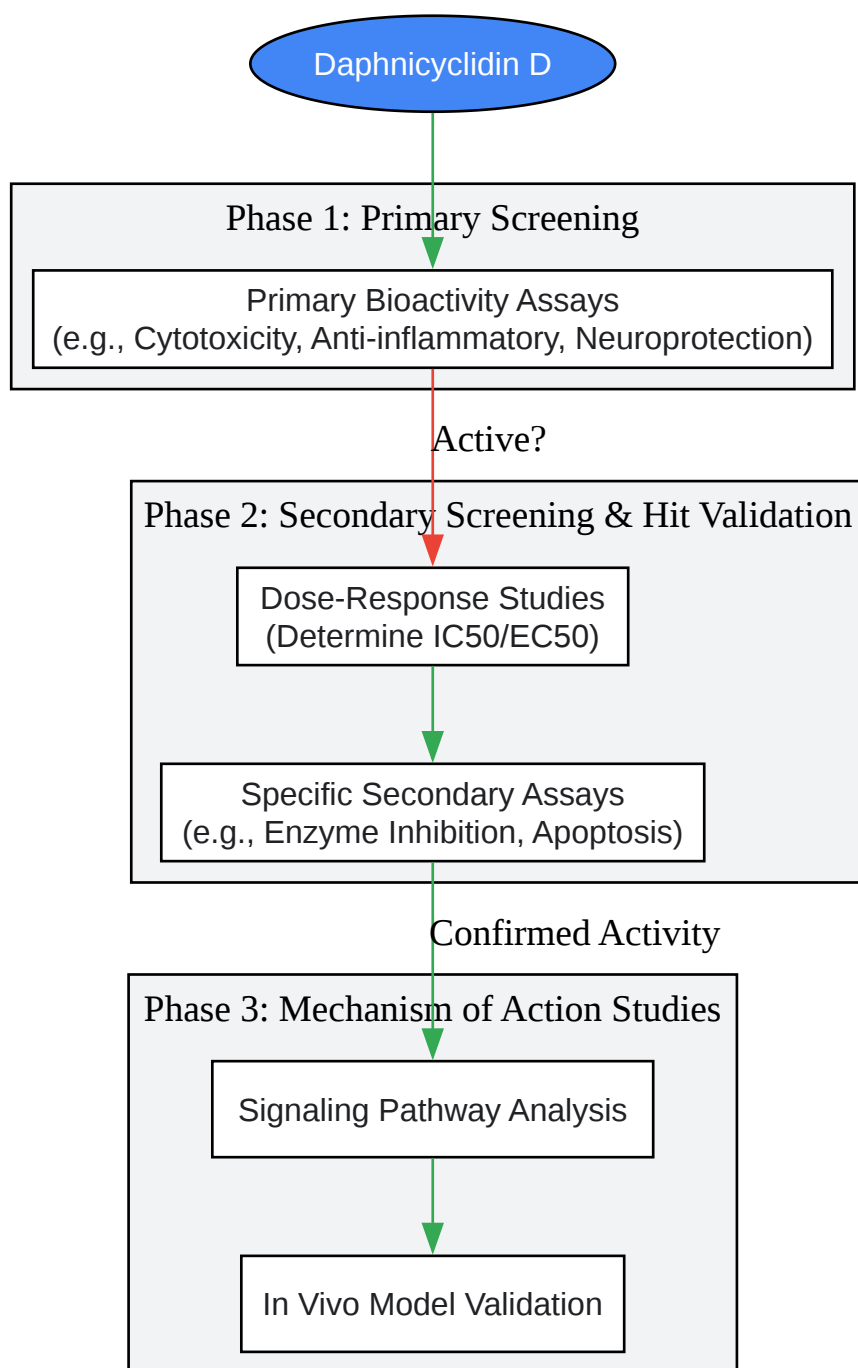 Daphnicyclidin D
Phase 1: Primary Screening
Primary Bioactivity Assays
(e.g., Cytotoxicity, Anti-inflammatory, Neuroprotection)
Active?
Phase 2: Secondary Screening & Hit Validation
Dose-Response Studies
(Determine IC50/EC50)
Specific Secondary Assays
(e.g., Enzyme Inhibition, Apoptosis)
Confirmed Activity
Phase 3: Mechanism of Action Studies
Signaling Pathway Analysis
In Vivo Model Validation